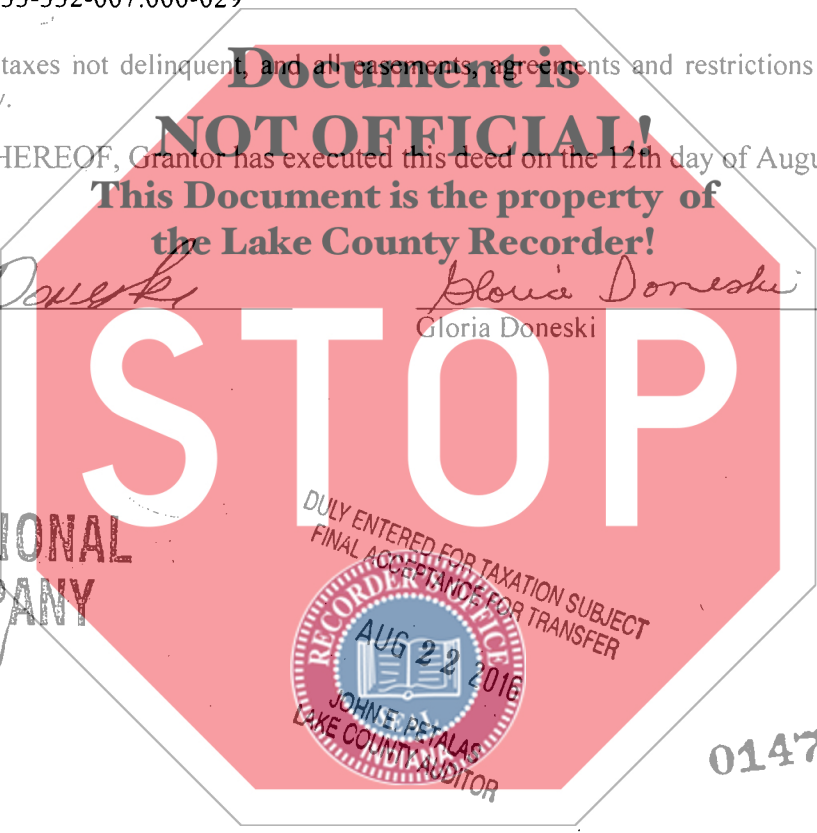 taxes not delinquent, and all easements, agreements and restrictions
Document is
NOT OFFICIAL!
HEREOF, Grantor has executed this deed on the 12th day of Augu
This Document is the property of
the Lake County Recorder!
Doneski Gloria Doneski
Gloria Doneski
STOP
IONAL
PANY
DULY ENTERED FOR TAXATION SUBJECT
FINAL ACCEPTANCE FOR TRANSFER
RECORDER'S OFFICE
AUG 22 2016
SEAL
JOHN E. PETALAS
LAKE COUNTY AUDITOR
INDIANA
0147